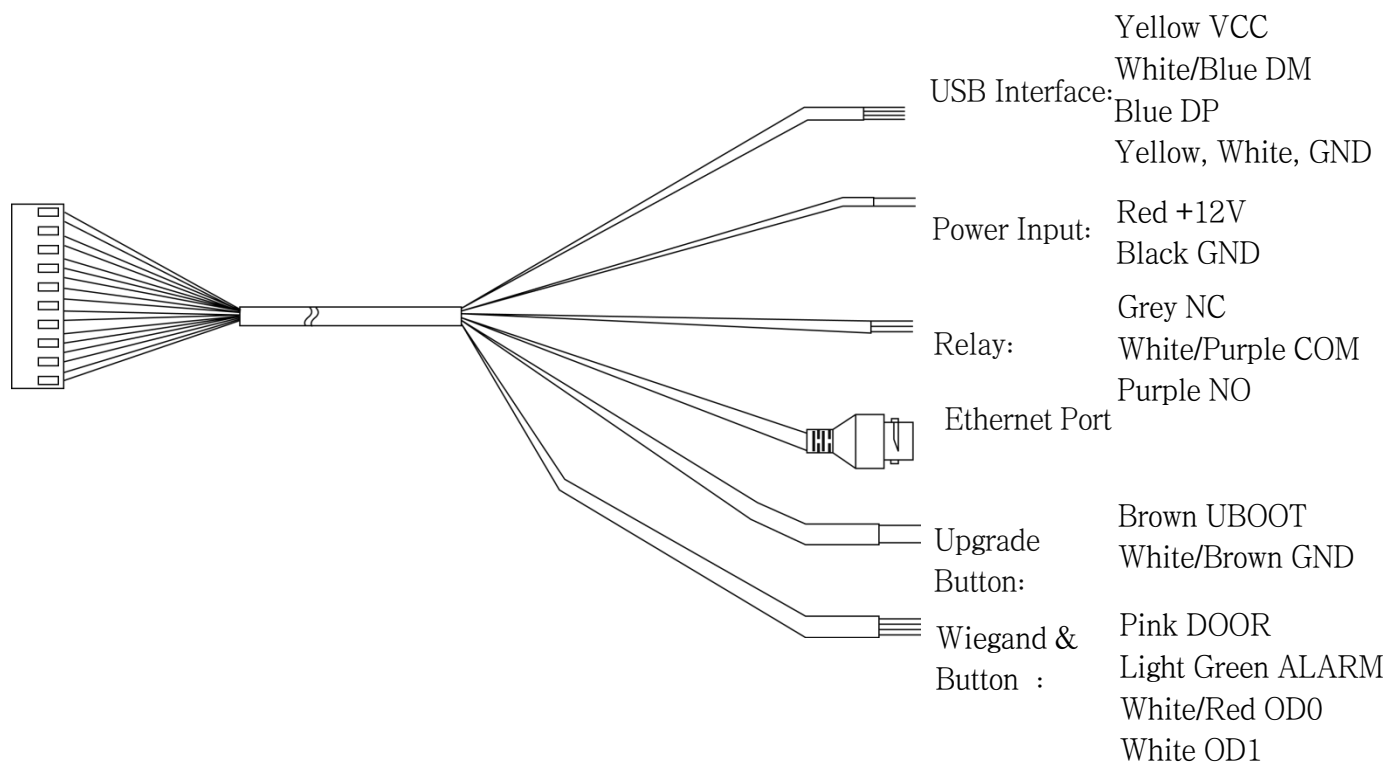 USB Interface:
Yellow VCC
White/Blue DM
Blue DP
Yellow, White, GND
Power Input:
Red +12V
Black GND
Relay:
Grey NC
White/Purple COM
Purple NO
Ethernet Port
Upgrade
Button:
Brown UBOOT
White/Brown GND
Wiegand &
Button :
Pink DOOR
Light Green ALARM
White/Red OD0
White OD1